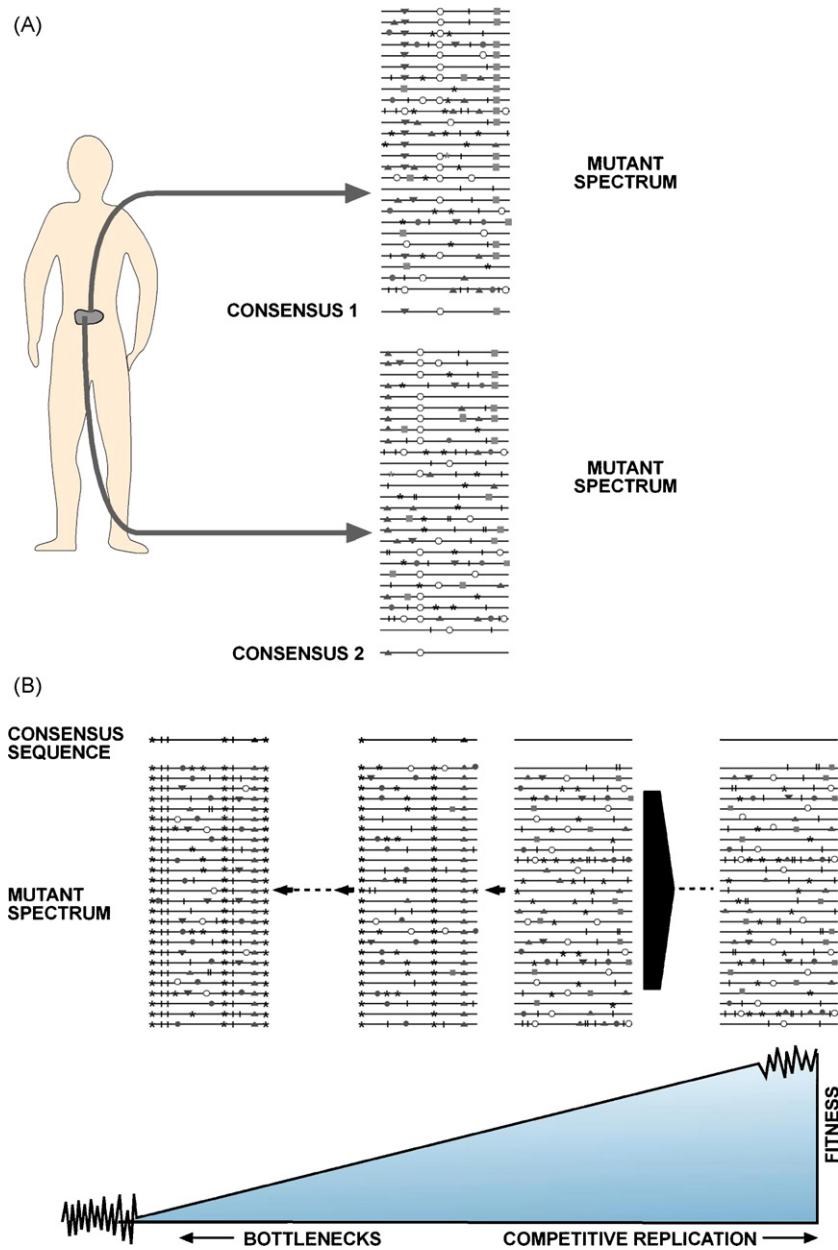 (A)
MUTANT
SPECTRUM
CONSENSUS 1
MUTANT
SPECTRUM
CONSENSUS 2
(B)
CONSENSUS
SEQUENCE
MUTANT
SPECTRUM
FITNESS
BOTTLENECKS
COMPETITIVE REPLICATION